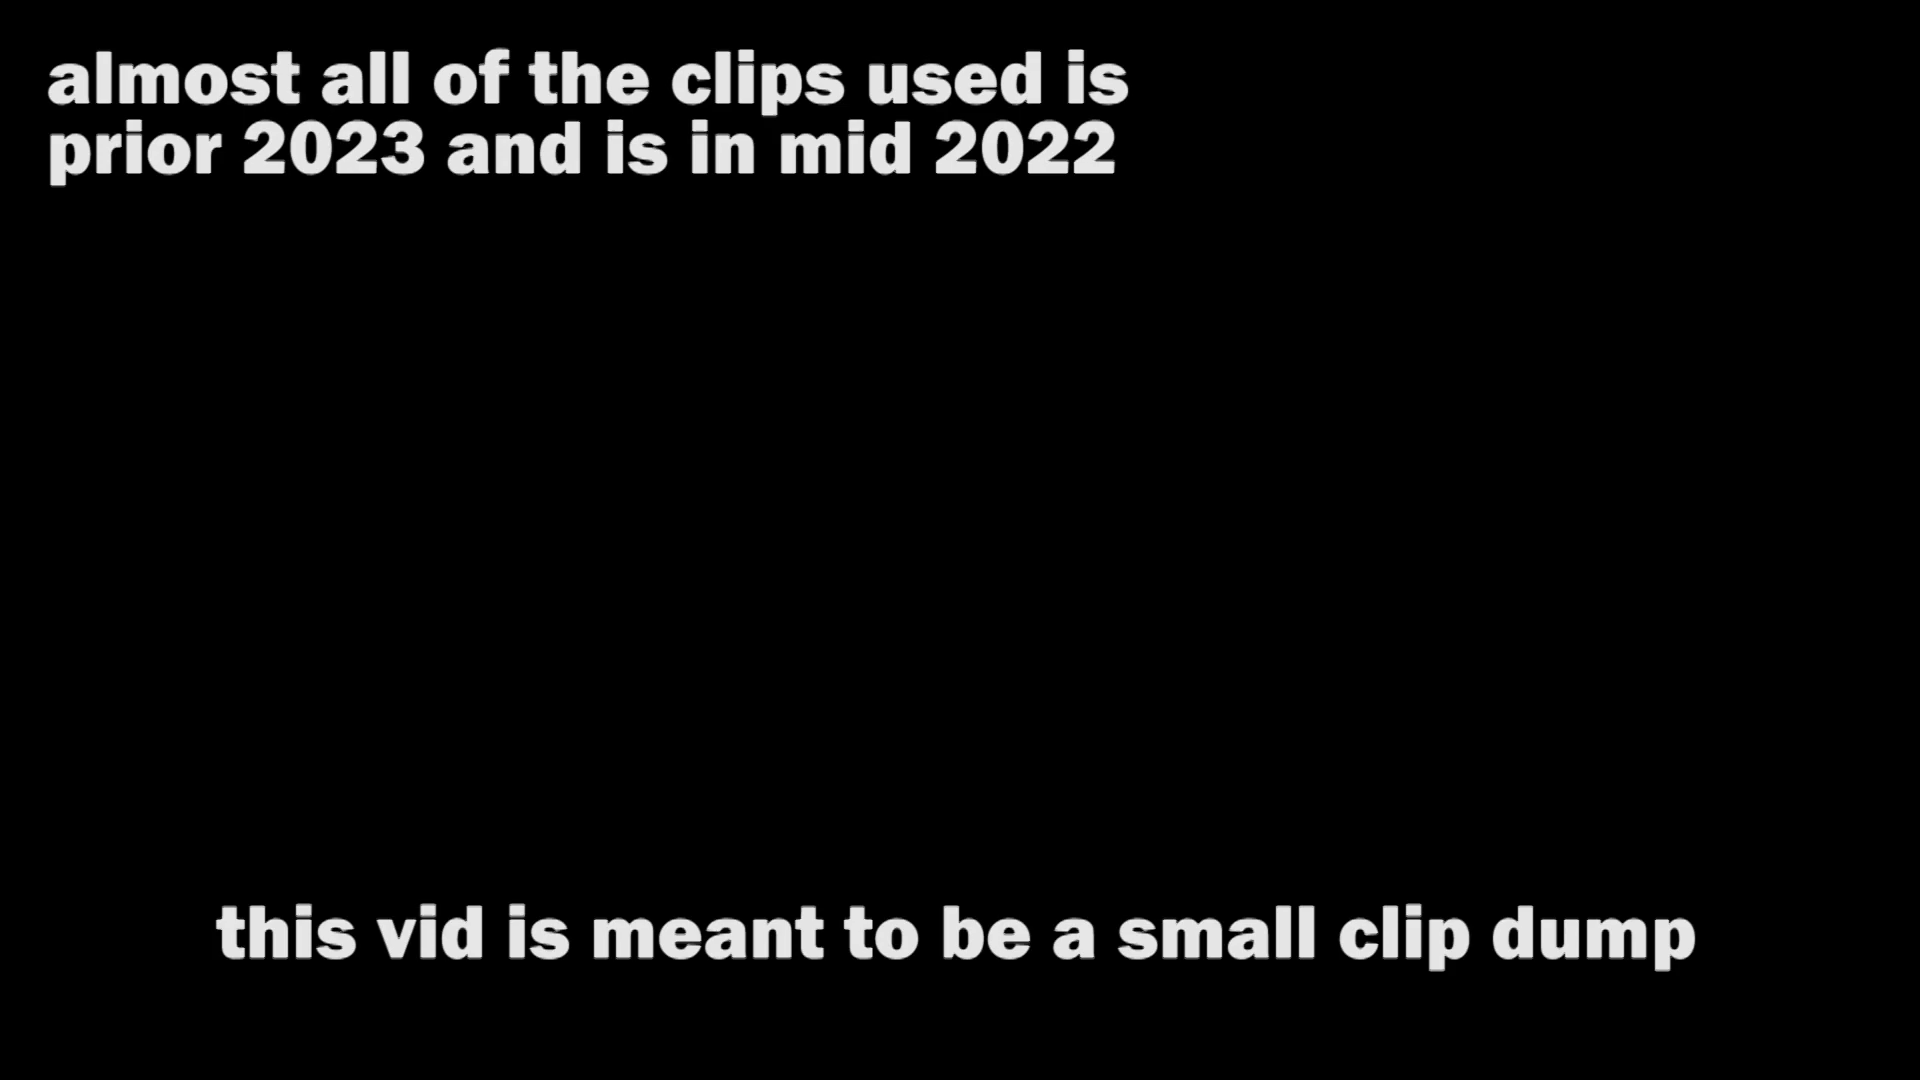 almost all of the clips used is
prior 2023 and is in mid 2022
this vid is meant to be a small clip dump